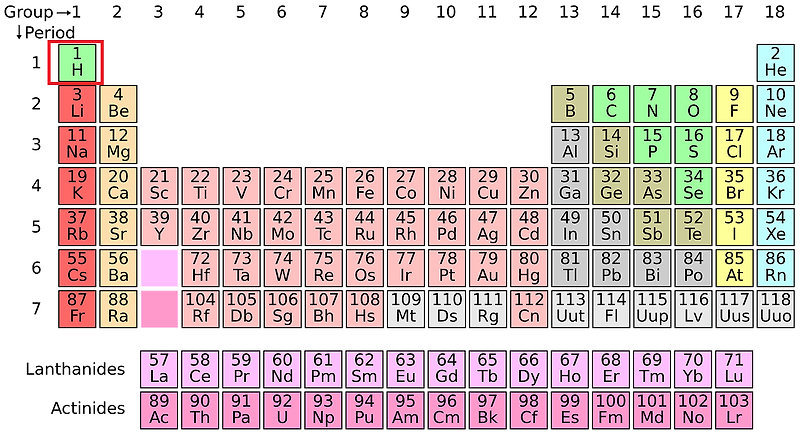 Group→1 2 3 4 5 6 7 8 9 10 11 12 13 14 15 16 17 18
↓Period
1 1 H 2 He
2 3 Li 4 Be 5 B 6 C 7 N 8 O 9 F 10 Ne
3 11 Na 12 Mg 13 Al 14 Si 15 P 16 S 17 Cl 18 Ar
4 19 K 20 Ca 21 Sc 22 Ti 23 V 24 Cr 25 Mn 26 Fe 27 Co 28 Ni 29 Cu 30 Zn 31 Ga 32 Ge 33 As 34 Se 35 Br 36 Kr
5 37 Rb 38 Sr 39 Y 40 Zr 41 Nb 42 Mo 43 Tc 44 Ru 45 Rh 46 Pd 47 Ag 48 Cd 49 In 50 Sn 51 Sb 52 Te 53 I 54 Xe
6 55 Cs 56 Ba 72 Hf 73 Ta 74 W 75 Re 76 Os 77 Ir 78 Pt 79 Au 80 Hg 81 Tl 82 Pb 83 Bi 84 Po 85 At 86 Rn
7 87 Fr 88 Ra 104 Rf 105 Db 106 Sg 107 Bh 108 Hs 109 Mt 110 Ds 111 Rg 112 Cn 113 Uut 114 Fl 115 Uup 116 Lv 117 Uus 118 Uuo
Lanthanides 57 La 58 Ce 59 Pr 60 Nd 61 Pm 62 Sm 63 Eu 64 Gd 65 Tb 66 Dy 67 Ho 68 Er 69 Tm 70 Yb 71 Lu
Actinides 89 Ac 90 Th 91 Pa 92 U 93 Np 94 Pu 95 Am 96 Cm 97 Bk 98 Cf 99 Es 100 Fm 101 Md 102 No 103 Lr